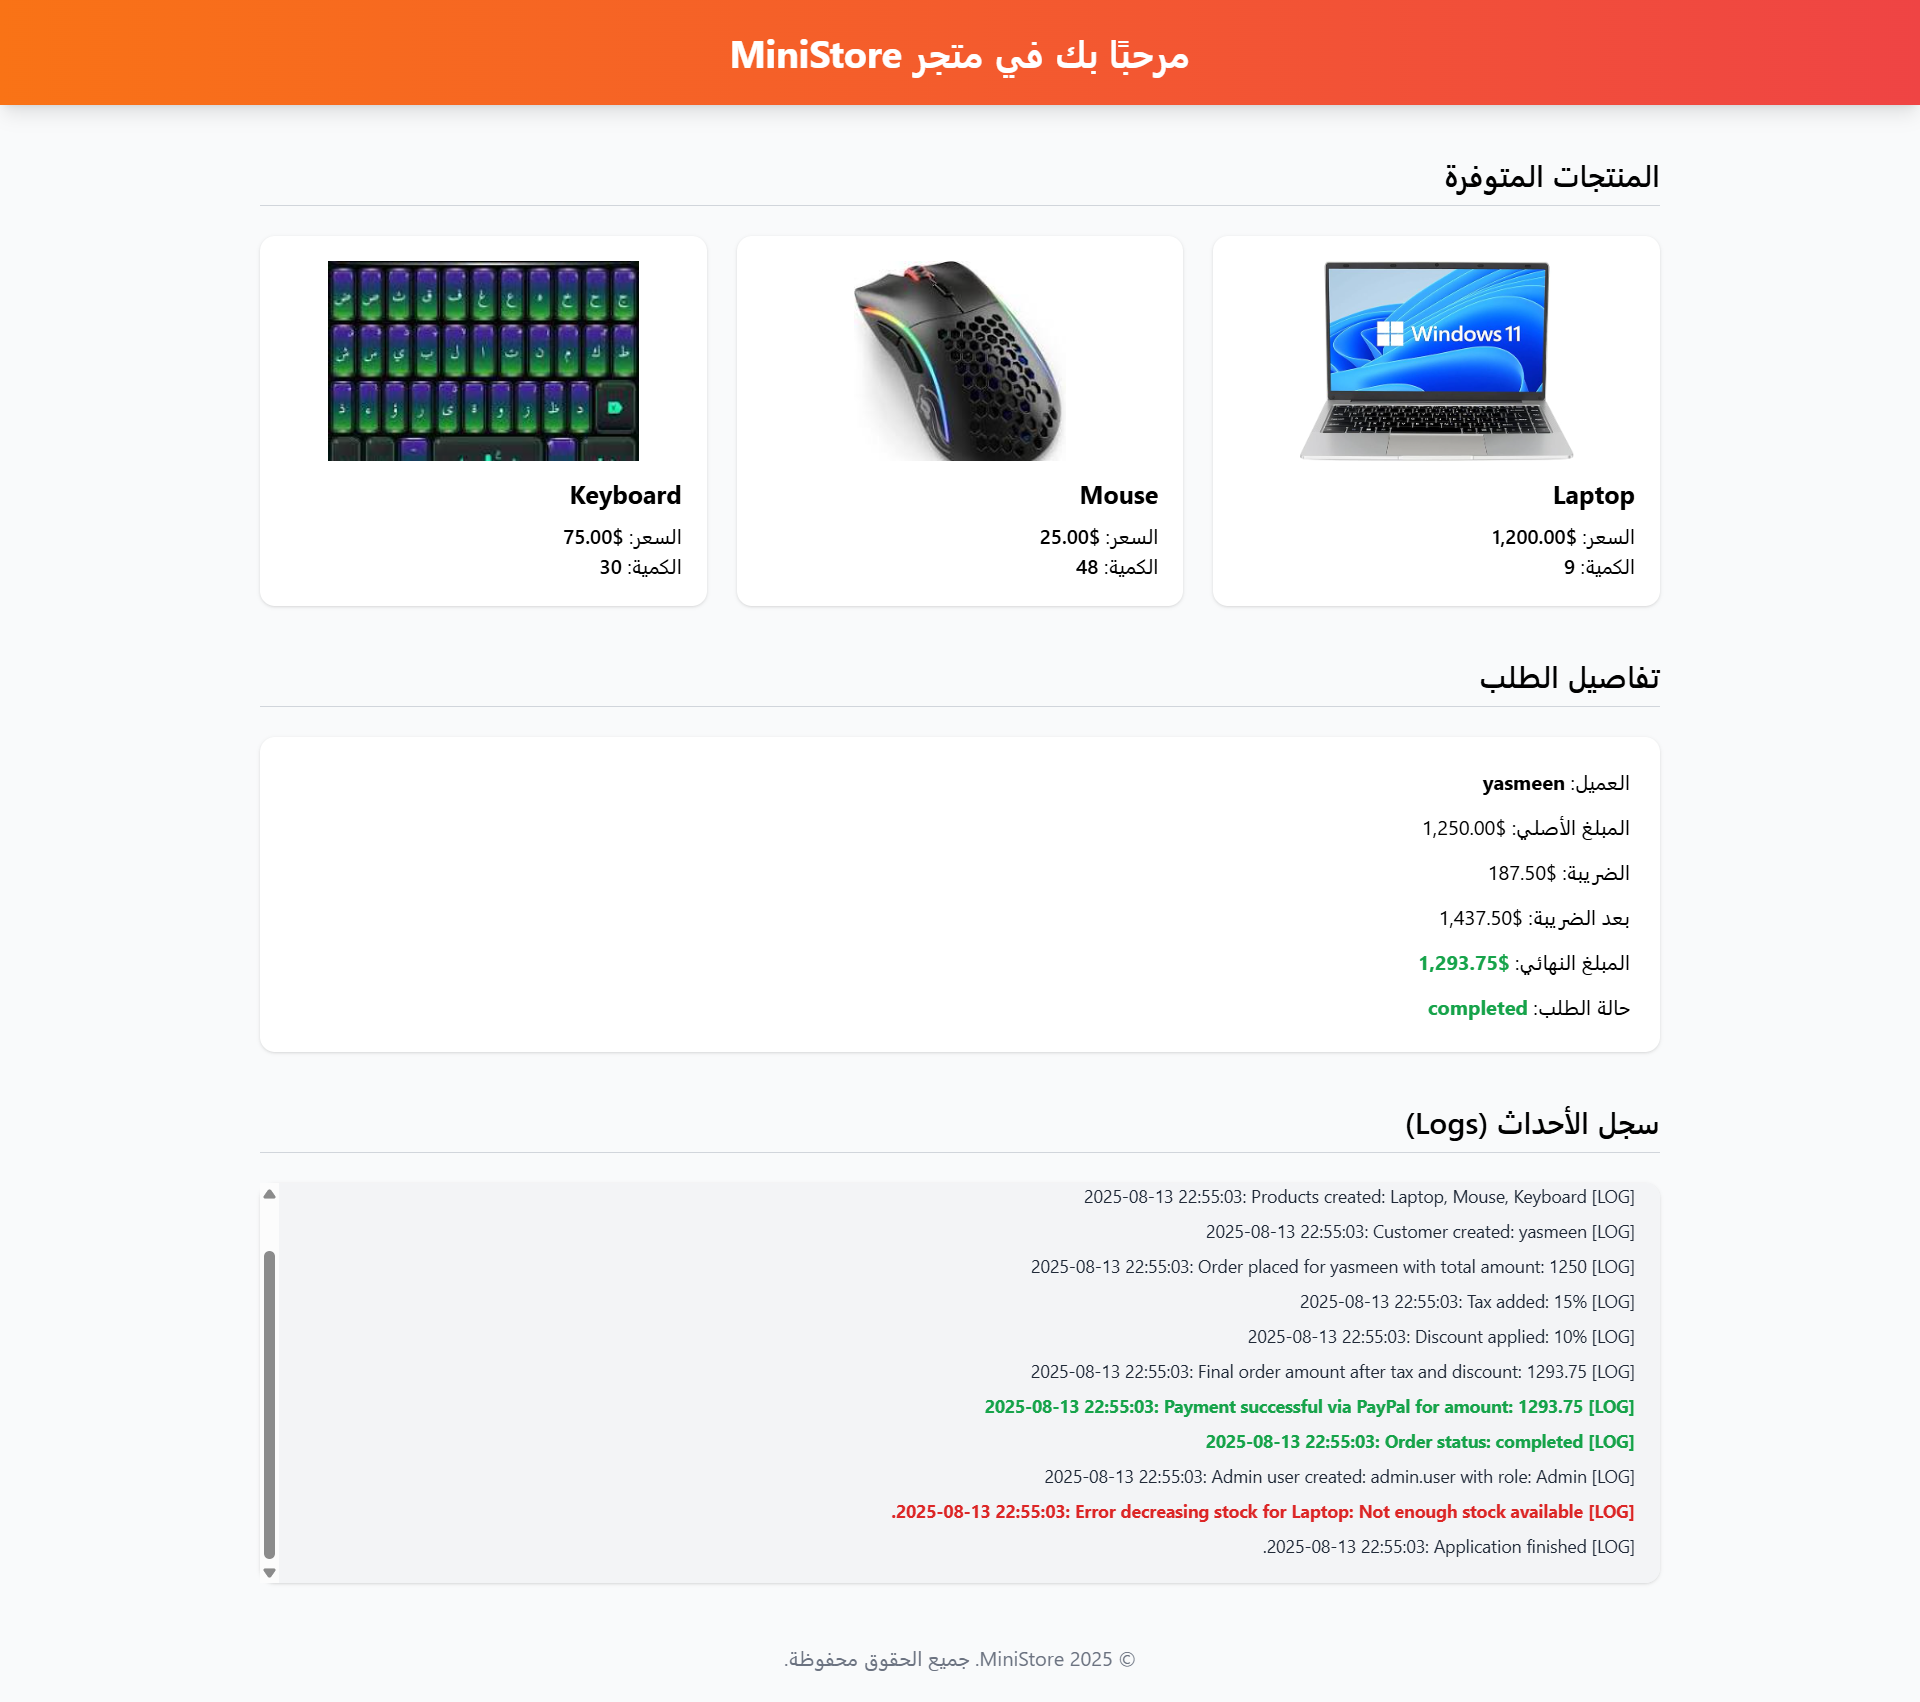 مرحبًا بك في متجر MiniStore
المنتجات المتوفرة
Windows 11
Laptop
السعر: $1,200.00
الكمية: 9
Mouse
السعر: $25.00
الكمية: 48
ج ح خ ه ع غ ف ق ث ص ض
ط ك م ن ت ا ل ب ي س ش
د ظ ز و ة ى ر ؤ ء ذ
Keyboard
السعر: $75.00
الكمية: 30
تفاصيل الطلب
العميل: yasmeen
المبلغ الأصلي: $1,250.00
الضريبة: $187.50
بعد الضريبة: $1,437.50
المبلغ النهائي: $1,293.75
حالة الطلب: completed
سجل الأحداث (Logs)
[LOG] 2025-08-13 22:55:03: Products created: Laptop, Mouse, Keyboard
[LOG] 2025-08-13 22:55:03: Customer created: yasmeen
[LOG] 2025-08-13 22:55:03: Order placed for yasmeen with total amount: 1250
[LOG] 2025-08-13 22:55:03: Tax added: 15%
[LOG] 2025-08-13 22:55:03: Discount applied: 10%
[LOG] 2025-08-13 22:55:03: Final order amount after tax and discount: 1293.75
[LOG] 2025-08-13 22:55:03: Payment successful via PayPal for amount: 1293.75
[LOG] 2025-08-13 22:55:03: Order status: completed
[LOG] 2025-08-13 22:55:03: Admin user created: admin.user with role: Admin
[LOG] 2025-08-13 22:55:03: Error decreasing stock for Laptop: Not enough stock available.
[LOG] 2025-08-13 22:55:03: Application finished.
© 2025 MiniStore. جميع الحقوق محفوظة.